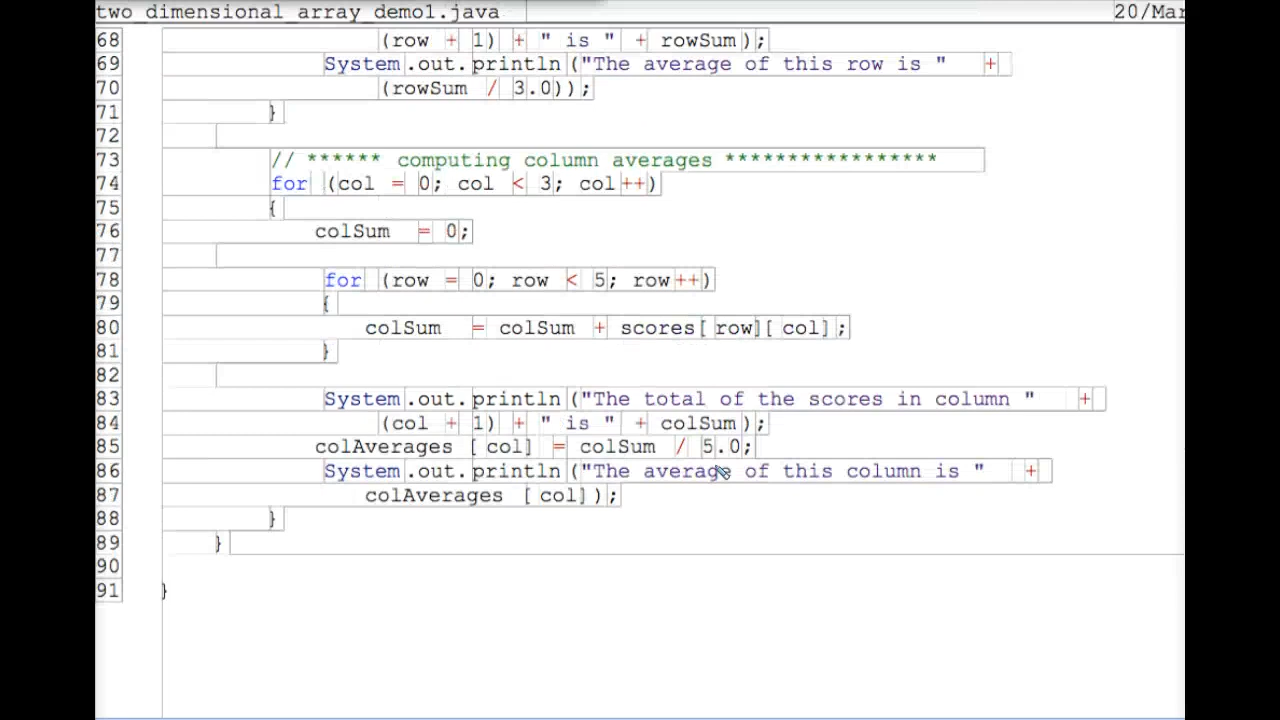 two_dimensional_array_demo1.java 20/Mar
68 (row + 1) + " is " + rowSum);
69 System.out.println("The average of this row is " +
70 (rowSum / 3.0));
71 }
72
73 // ****** computing column averages *****************
74 for (col = 0; col < 3; col++)
75 {
76 colSum = 0;
77
78 for (row = 0; row < 5; row++)
79 {
80 colSum = colSum + scores[row][col];
81 }
82
83 System.out.println("The total of the scores in column " +
84 (col + 1) + " is " + colSum);
85 colAverages [col] = colSum / 5.0;
86 System.out.println("The average of this column is " +
87 colAverages [col]);
88 }
89 }
90
91 }